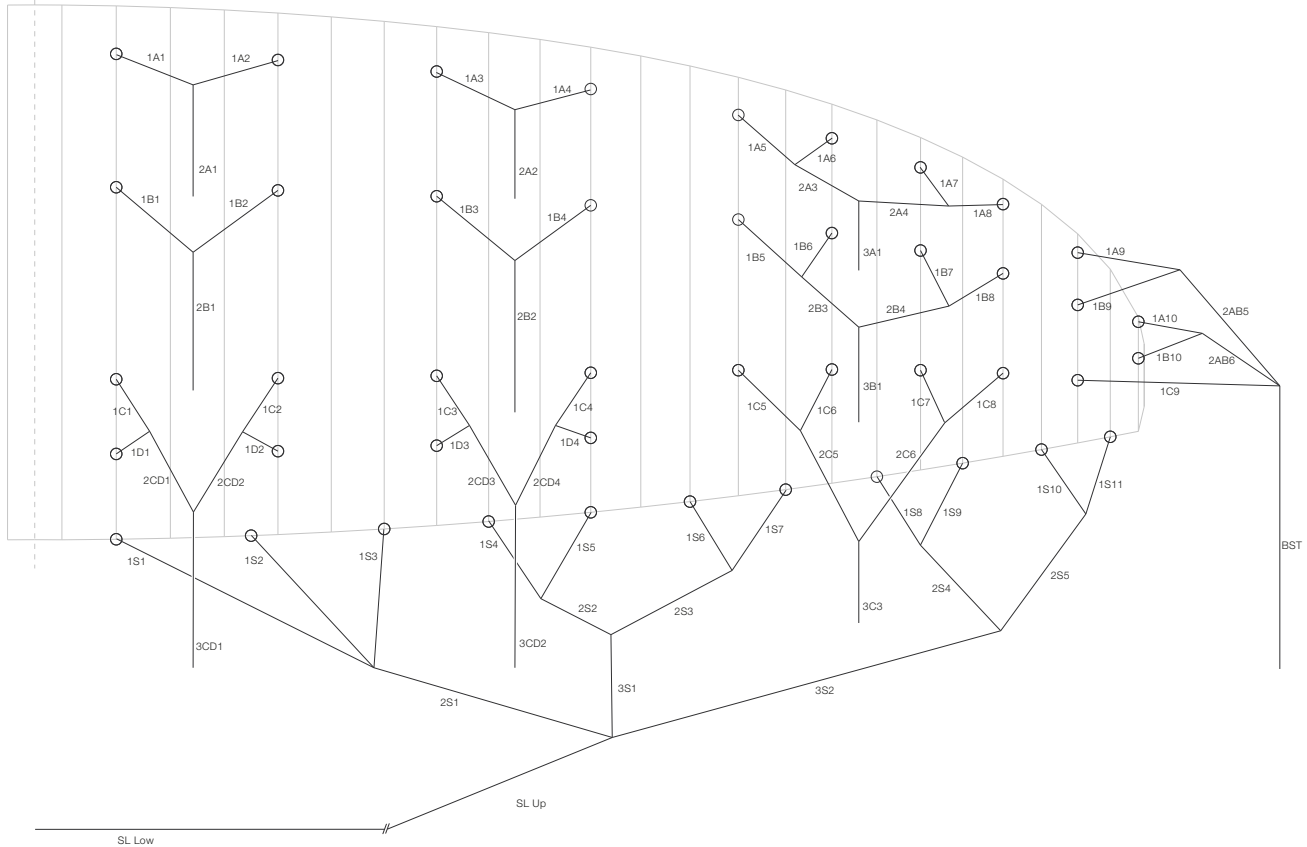 1A1
1A2
1A3
1A4
1A5
1A6
1A7
1A8
2A1
2A2
2A3
2A4
1B1
1B2
1B3
1B4
1B5
1B6
1B7
1B8
3A1
1A9
2B1
2B2
2B3
2B4
1B9
1A10
1B10
2AB5
2AB6
1C9
3B1
1C1
1C2
1C3
1C4
1C5
1C6
1C7
1C8
1D1
1D2
1D3
1D4
2CD1
2CD2
2CD3
2CD4
2C5
2C6
1S1
1S2
1S3
1S4
1S5
1S6
1S7
1S8
1S9
1S10
1S11
BST
2S2
2S3
3C3
2S4
2S5
3CD1
3CD2
2S1
3S1
3S2
SL Up
SL Low